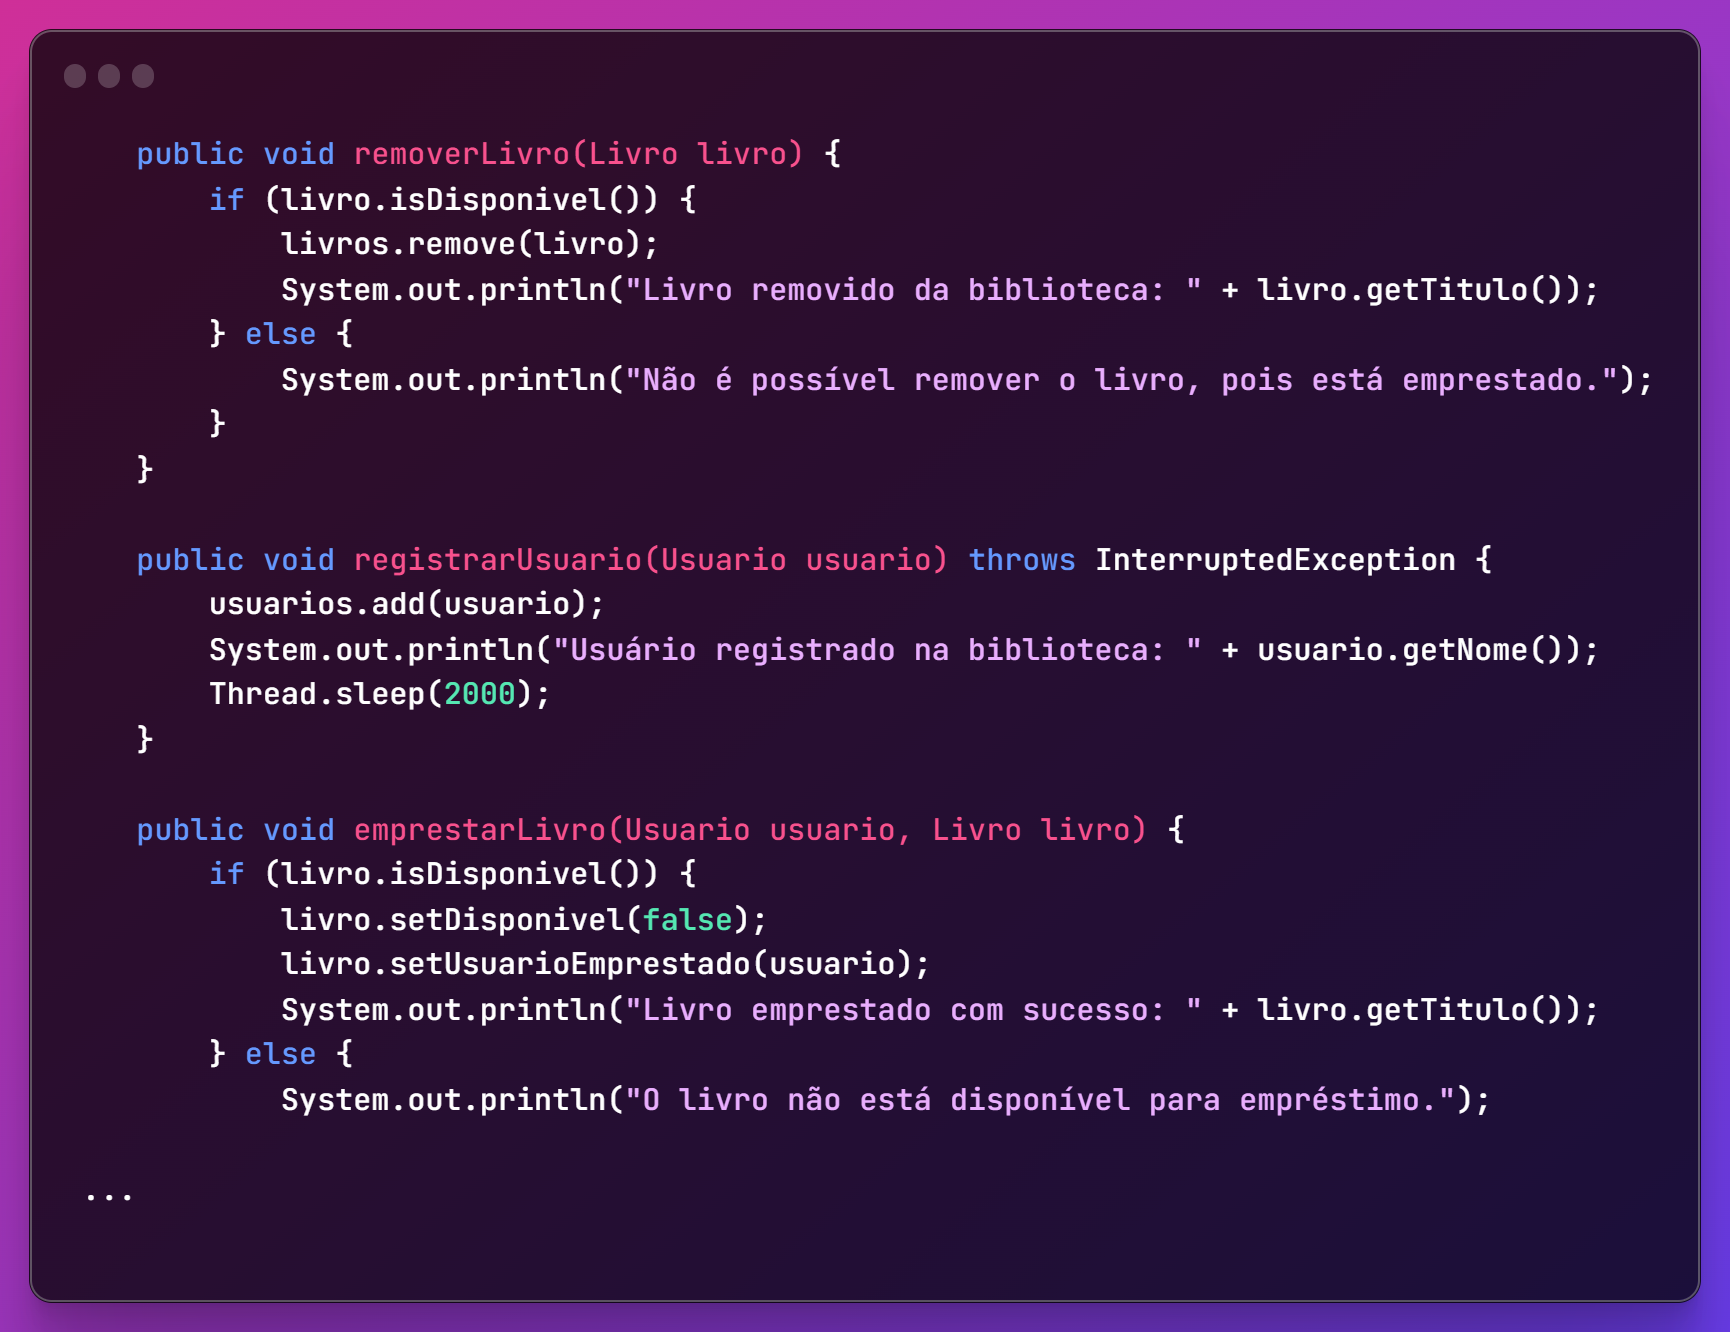 public void removerLivro(Livro livro) {
    if (livro.isDisponivel()) {
        livros.remove(livro);
        System.out.println("Livro removido da biblioteca: " + livro.getTitulo());
    } else {
        System.out.println("Não é possível remover o livro, pois está emprestado.");
    }
}

public void registrarUsuario(Usuario usuario) throws InterruptedException {
    usuarios.add(usuario);
    System.out.println("Usuário registrado na biblioteca: " + usuario.getNome());
    Thread.sleep(2000);
}

public void emprestarLivro(Usuario usuario, Livro livro) {
    if (livro.isDisponivel()) {
        livro.setDisponivel(false);
        livro.setUsuarioEmprestado(usuario);
        System.out.println("Livro emprestado com sucesso: " + livro.getTitulo());
    } else {
        System.out.println("O livro não está disponível para empréstimo.");

...